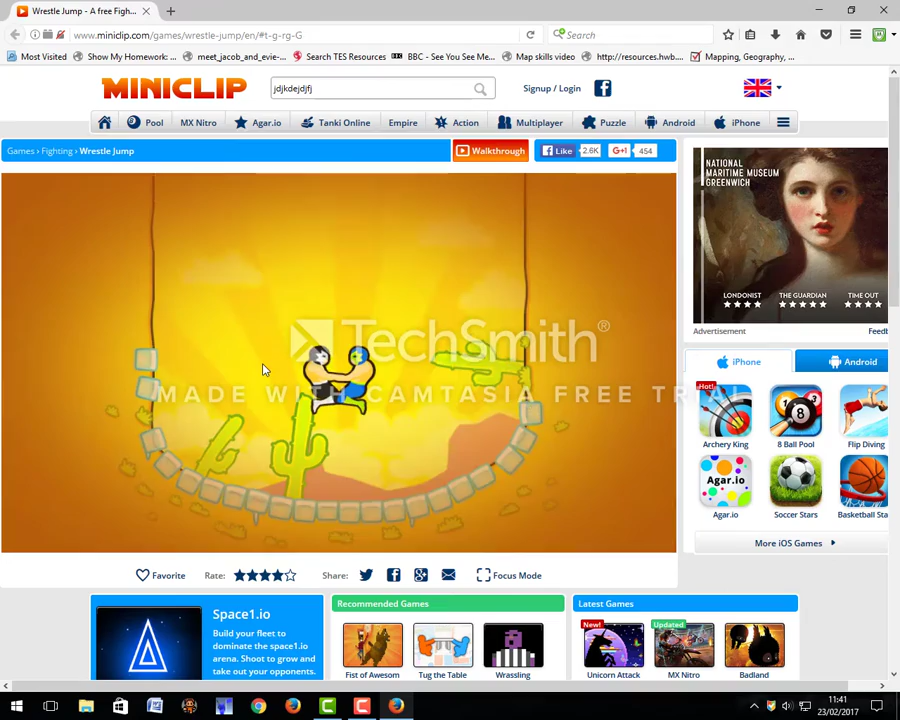 Wrestle Jump - A free Figh...
www.miniclip.com/games/wrestle-jump/en/#t-g-rg-G
Search
Most Visited
Show My Homework: ...
meet_jacob_and_evie-...
Search TES Resources
BBC - See You See Me...
Map skills video
http://resources.hwb....
Mapping, Geography,...
MINICLIP
jdjkdejdjfj
Signup / Login
Pool
MX Nitro
Agar.io
Tanki Online
Empire
Action
Multiplayer
Puzzle
Android
iPhone
Games › Fighting › Wrestle Jump
Walkthrough
Like
2.6K
+1
454
NATIONAL
MARITIME MUSEUM
GREENWICH
LONDONIST
THE GUARDIAN
TIME OUT
Advertisement
Feedb
TechSmith®
MADE WITH CAMTASIA FREE TRIAL
iPhone
Android
Hot!
Archery King
8 Ball Pool
Flip Diving
Agar.io
Agar.io
Soccer Stars
Basketball Sta
More iOS Games
Favorite
Rate:
Share:
Focus Mode
Space1.io
Build your fleet to
dominate the space1.io
arena. Shoot to grow and
take out your opponents.
Recommended Games
Fist of Awesom
Tug the Table
Wrassling
Latest Games
New!
Updated
Unicorn Attack
MX Nitro
Badland
11:41
23/02/2017